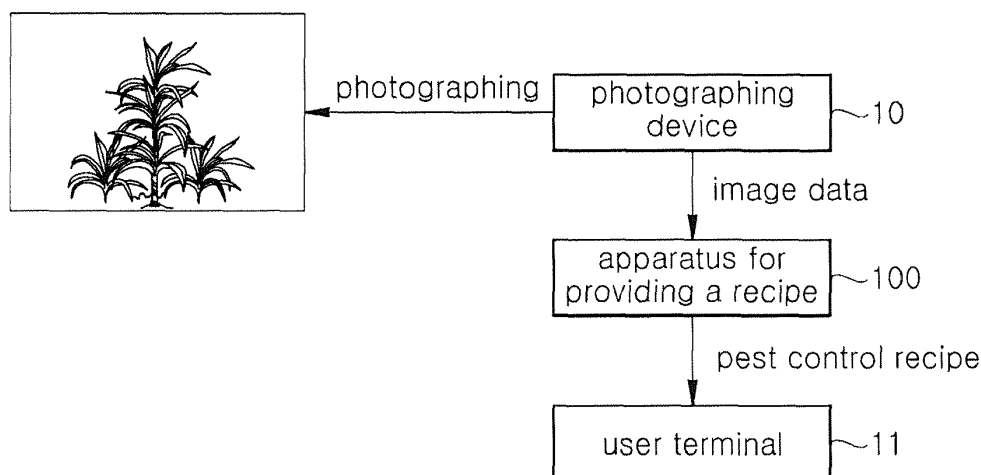 photographing
photographing
device
10
image data
apparatus for
providing a recipe
100
pest control recipe
user terminal
11